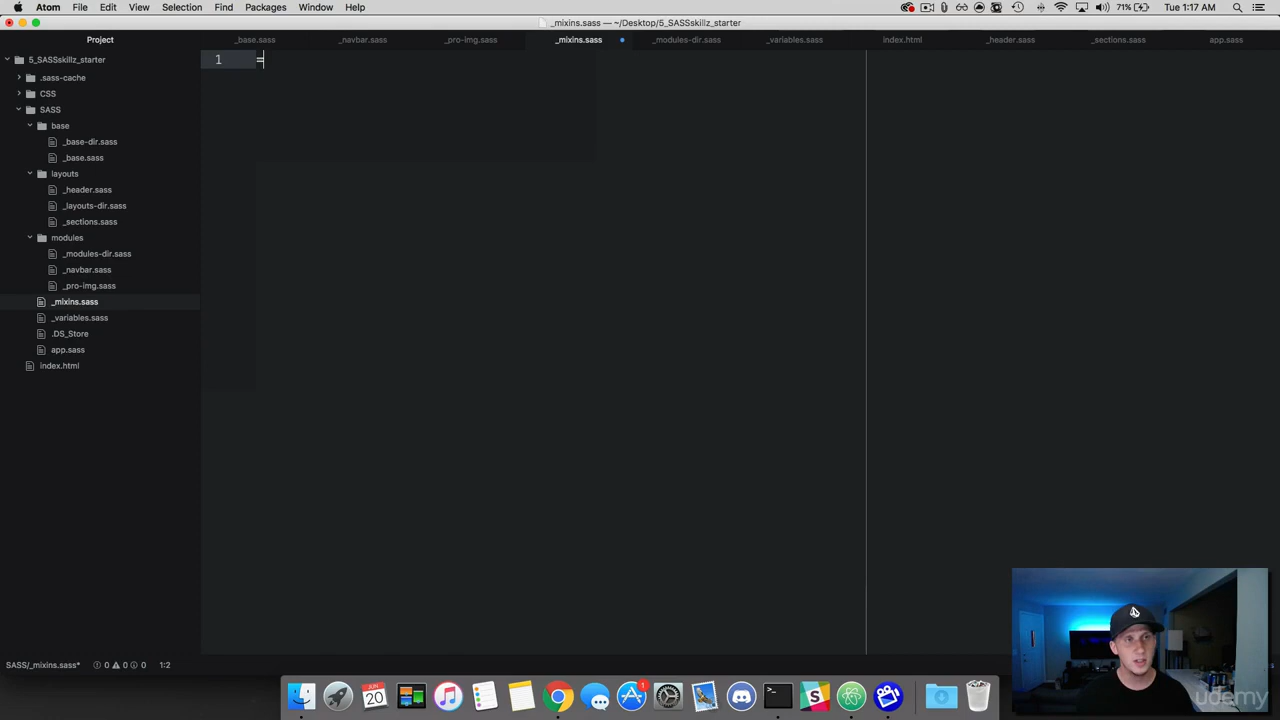 Atom File Edit View Selection Find Packages Window Help 71% Tue 1:17 AM
_mixins.sass — ~/Desktop/5_SASSskillz_starter
Project _base.sass _navbar.sass _pro-img.sass _mixins.sass _modules-dir.sass _variables.sass index.html _header.sass _sections.sass app.sass
5_SASSskillz_starter
1 =
.sass-cache
CSS
SASS
base
_base-dir.sass
_base.sass
layouts
_header.sass
_layouts-dir.sass
_sections.sass
modules
_modules-dir.sass
_navbar.sass
_pro-img.sass
_mixins.sass
_variables.sass
.DS_Store
app.sass
index.html
SASS/_mixins.sass* 0 0 0 1:2
JUN
20
1
udemy